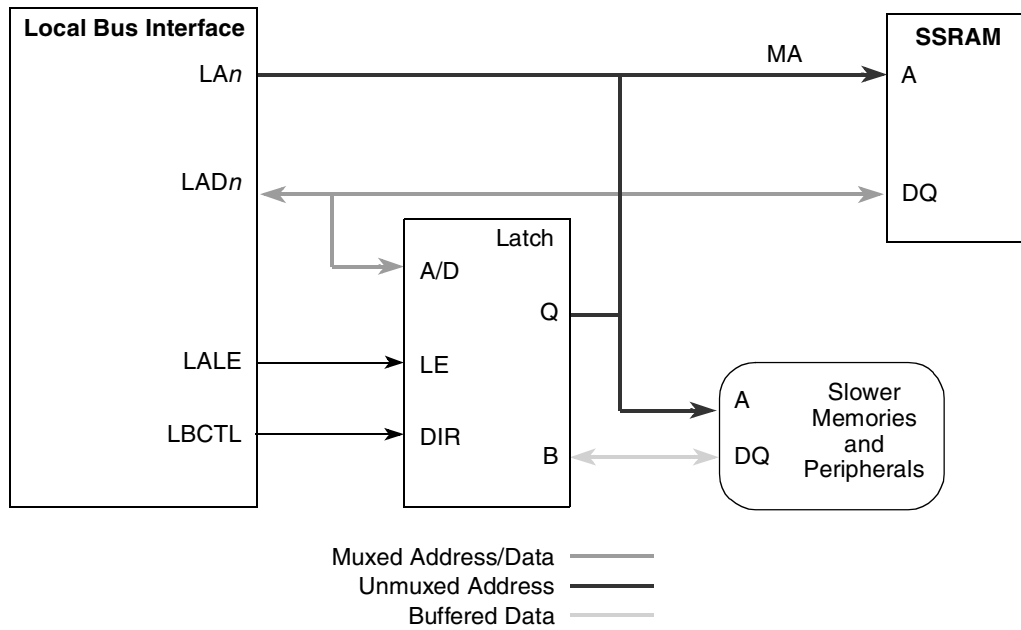 Local Bus Interface
LAn
LADn
LALE
LBCTL
Latch
A/D
LE
DIR
Q
B
MA
SSRAM
A
DQ
A
DQ
Slower
Memories
and
Peripherals
Muxed Address/Data
Unmuxed Address
Buffered Data